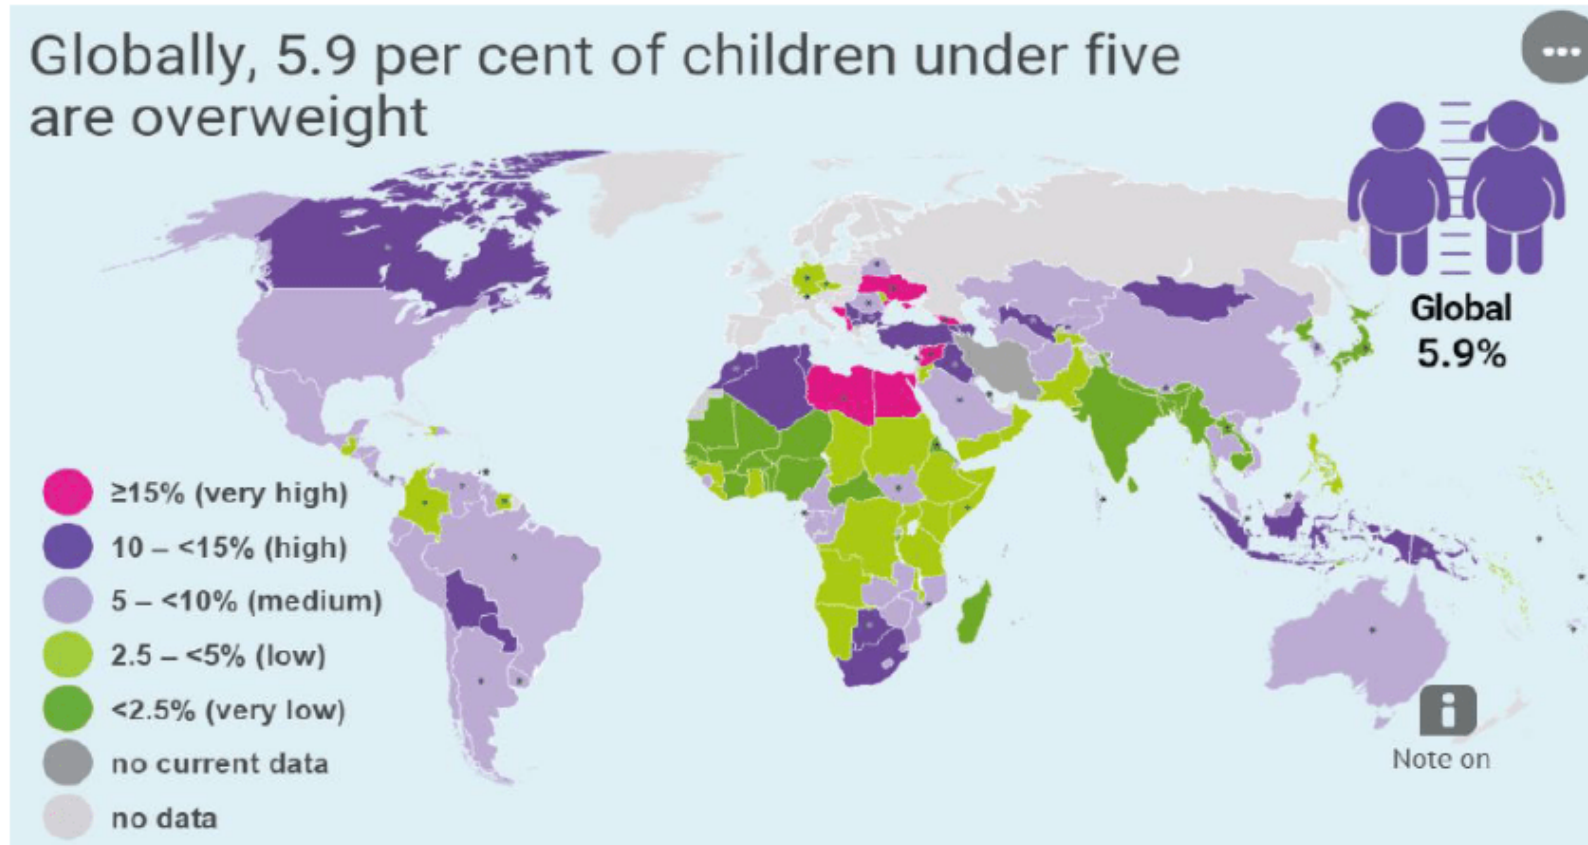 Globally, 5.9 per cent of children under five
are overweight
Global
5.9%
≥15% (very high)
10 – <15% (high)
5 – <10% (medium)
2.5 – <5% (low)
<2.5% (very low)
no current data
no data
Note on